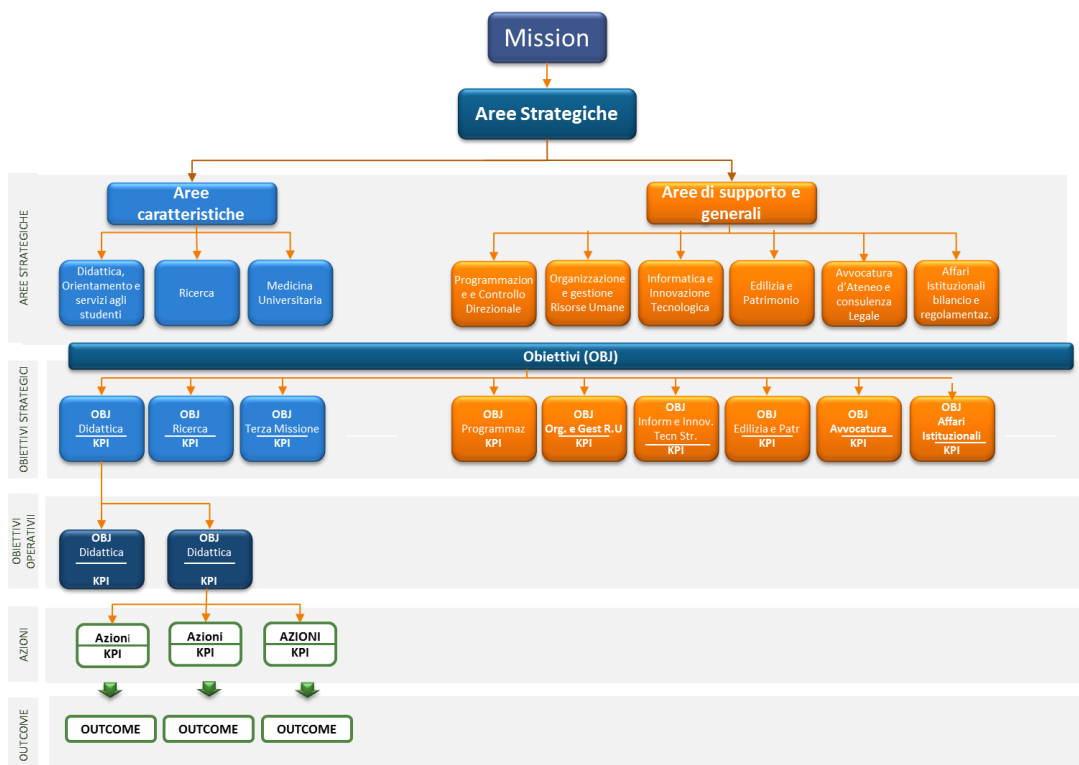 Mission
Aree Strategiche
AREE STRATEGICHE
Aree
caratteristiche
Aree di supporto e
generali
Didattica,
Orientamento e
servizi agli
studenti
Ricerca
Medicina
Universitaria
Programmazion
e e Controllo
Direzionale
Organizzazione
e gestione
Risorse Umane
Informatica e
Innovazione
Tecnologica
Edilizia e
Patrimonio
Avvocatura
d'Ateneo e
consulenza
Legale
Affari
Istituzionali
bilancio e
regolamentaz.
Obiettivi (OBJ)
OBIETTIVI STRATEGICI
OBJ
Didattica
KPI
OBJ
Ricerca
KPI
OBJ
Terza Missione
KPI
OBJ
Programmaz
KPI
OBJ
Org. e Gest R.U
KPI
OBJ
Inform e Innov.
Tecn Str.
KPI
OBJ
Edilizia e Patr
KPI
OBJ
Avvocatura
KPI
OBJ
Affari
Istituzionali
KPI
OBIETTIVI
OPERATIVII
OBJ
Didattica
KPI
OBJ
Didattica
KPI
AZIONI
Azioni
KPI
Azioni
KPI
AZIONI
KPI
OUTCOME
OUTCOME
OUTCOME
OUTCOME